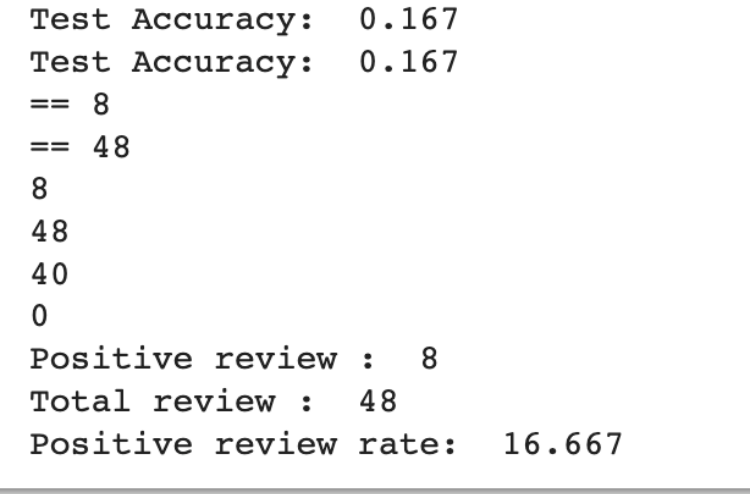 Test Accuracy:  0.167
Test Accuracy:  0.167
== 8
== 48
8
48
40
0
Positive review :  8
Total review :  48
Positive review rate:  16.667